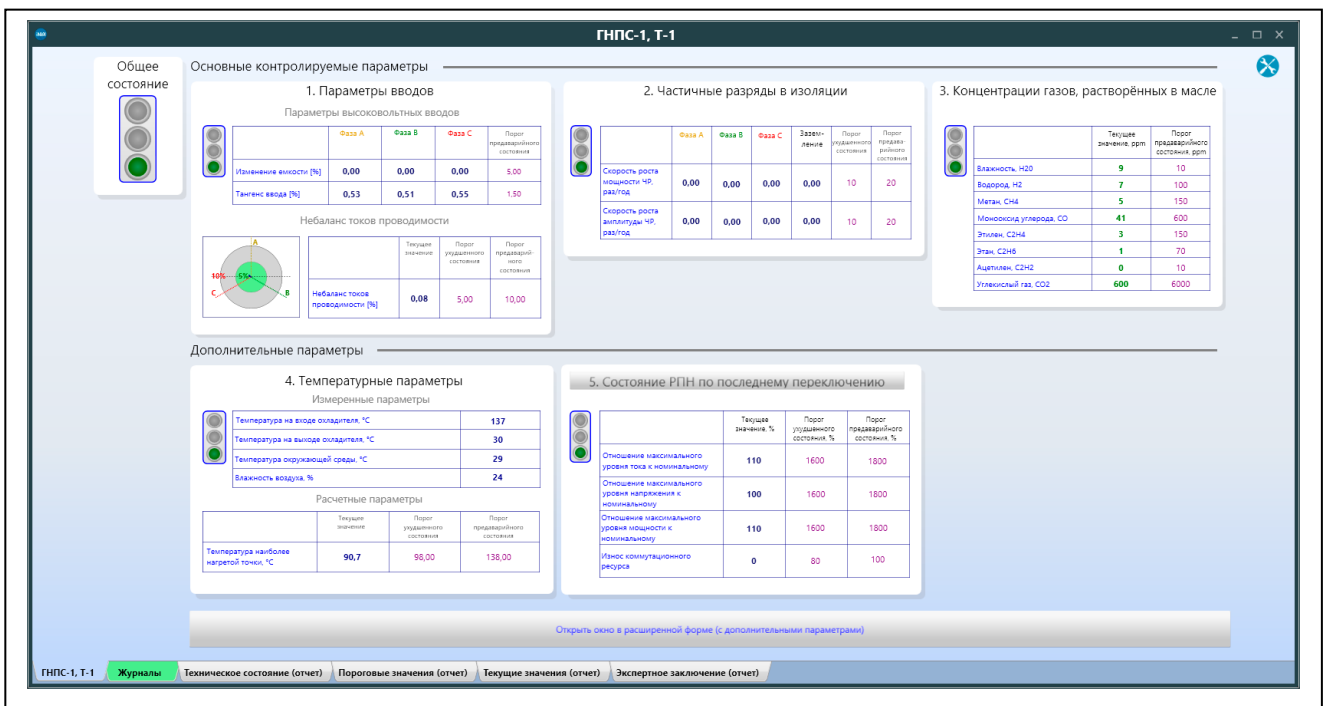 ГНПС-1, Т-1
Общее
состояние
Основные контролируемые параметры
1. Параметры вводов
Параметры высоковольтных вводов
Фаза A Фаза B Фаза C Порог
предаварийного
состояния
Изменение емкости [%] 0,00 0,00 0,00 5,00
Тангенс ввода [%] 0,53 0,51 0,55 1,50
Небаланс токов проводимости
A
10% 5%
C B
Текущее
значение
Порог
ухудшенного
состояния
Порог
предаварий-
ного
состояния
Небаланс токов
проводимости [%] 0,08 5,00 10,00
2. Частичные разряды в изоляции
Фаза A Фаза B Фаза C
Зазем-
ление
Порог
ухудшенного
состояния
Порог
предава-
рийного
состояния
Скорость роста
мощности ЧР,
раз/год
0,00 0,00 0,00 0,00 10 20
Скорость роста
амплитуды ЧР,
раз/год
0,00 0,00 0,00 0,00 10 20
3. Концентрации газов, растворённых в масле
Текущее
значение, ppm
Порог
предаварийного
состояния, ppm
Влажность, H20 9 10
Водород, H2 7 100
Метан, CH4 5 150
Монооксид углерода, CO 41 600
Этилен, C2H4 3 150
Этан, C2H6 1 70
Ацетилен, C2H2 0 10
Углекислый газ, CO2 600 6000
Дополнительные параметры
4. Температурные параметры
Измеренные параметры
Температура на входе охладителя, °C 137
Температура на выходе охладителя, °C 30
Температура окружающей среды, °C 29
Влажность воздуха, % 24
Расчетные параметры
Текущее
значение
Порог
ухудшенного
состояния
Порог
предаварийного
состояния
Температура наиболее
нагретой точки, °C 90,7 98,00 138,00
5. Состояние РПН по последнему переключению
Текущее
значение, %
Порог
ухудшенного
состояния, %
Порог
предаварийного
состояния, %
Отношение максимального
уровня тока к номинальному 110 1600 1800
Отношение максимального
уровня напряжения к
номинальному
100 1600 1800
Отношение максимального
уровня мощности к
номинальному
110 1600 1800
Износ коммутационного
ресурса 0 80 100
Открыть окно в расширенной форме (с дополнительными параметрами)
ГНПС-1, Т-1 Журналы Техническое состояние (отчет) Пороговые значения (отчет) Текущие значения (отчет) Экспертное заключение (отчет)